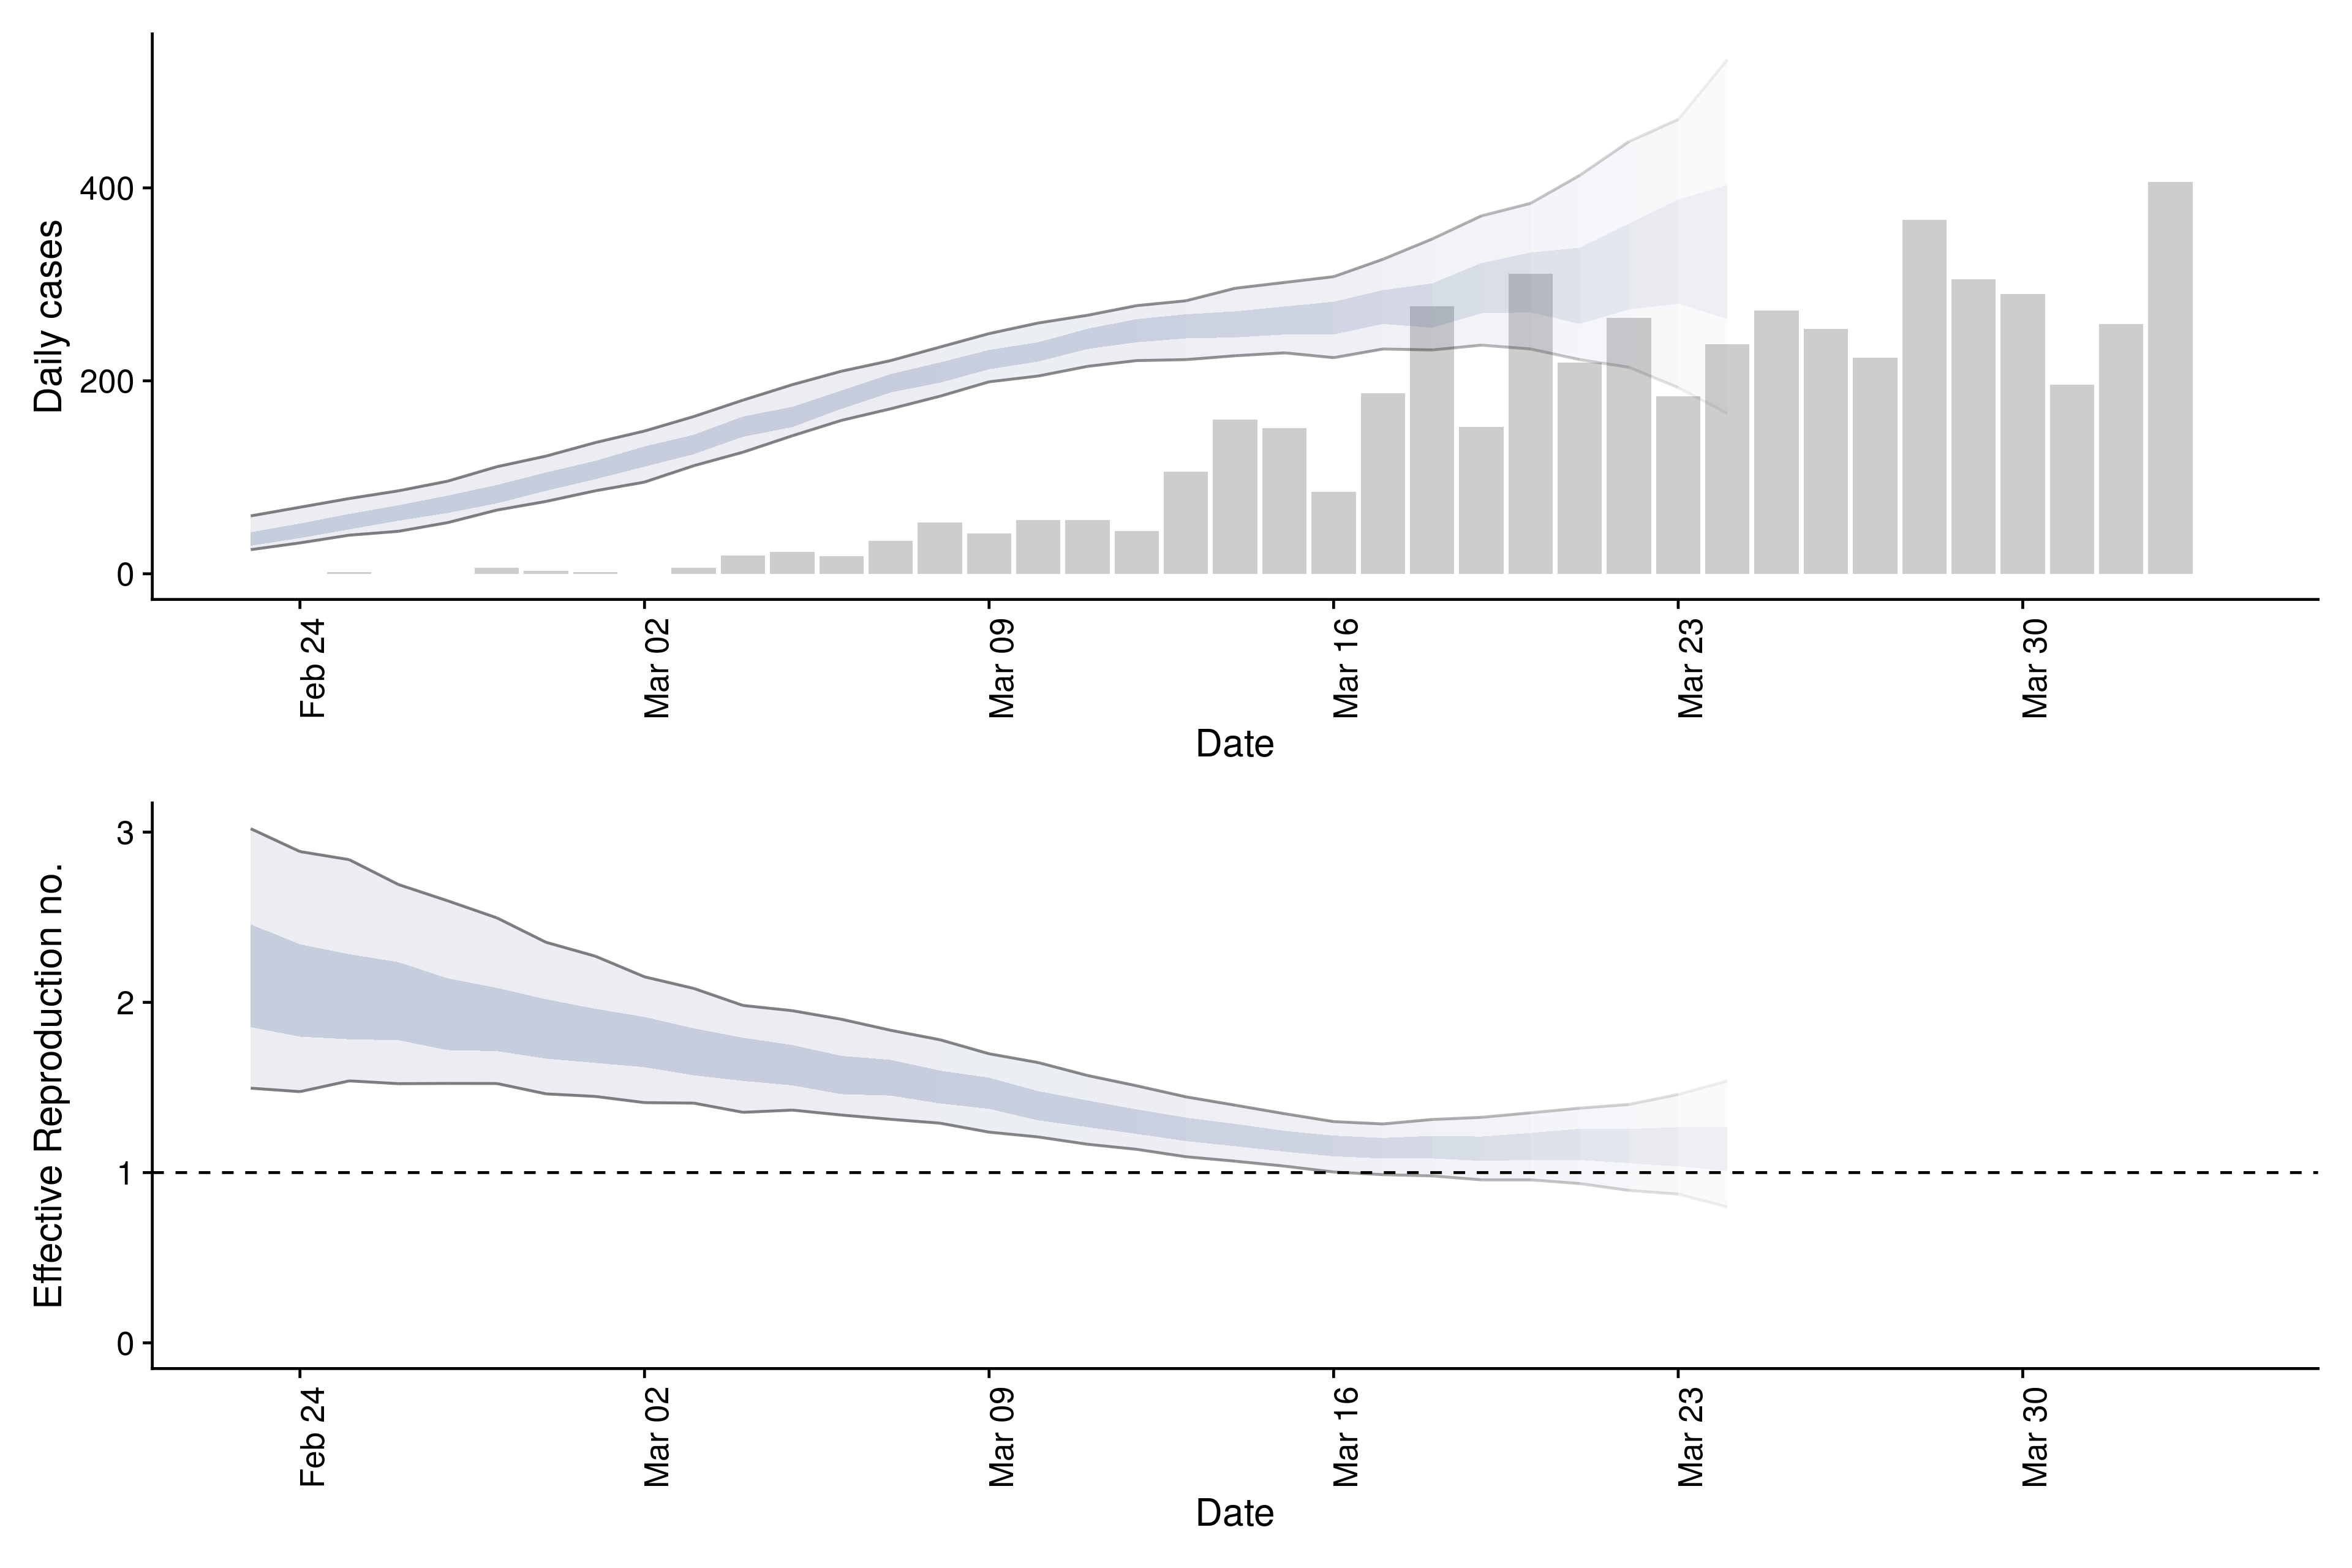 Daily cases
400
200
0
Feb 24
Mar 02
Mar 09
Mar 16
Mar 23
Mar 30
Date
Effective Reproduction no.
3
2
1
0
Feb 24
Mar 02
Mar 09
Mar 16
Mar 23
Mar 30
Date